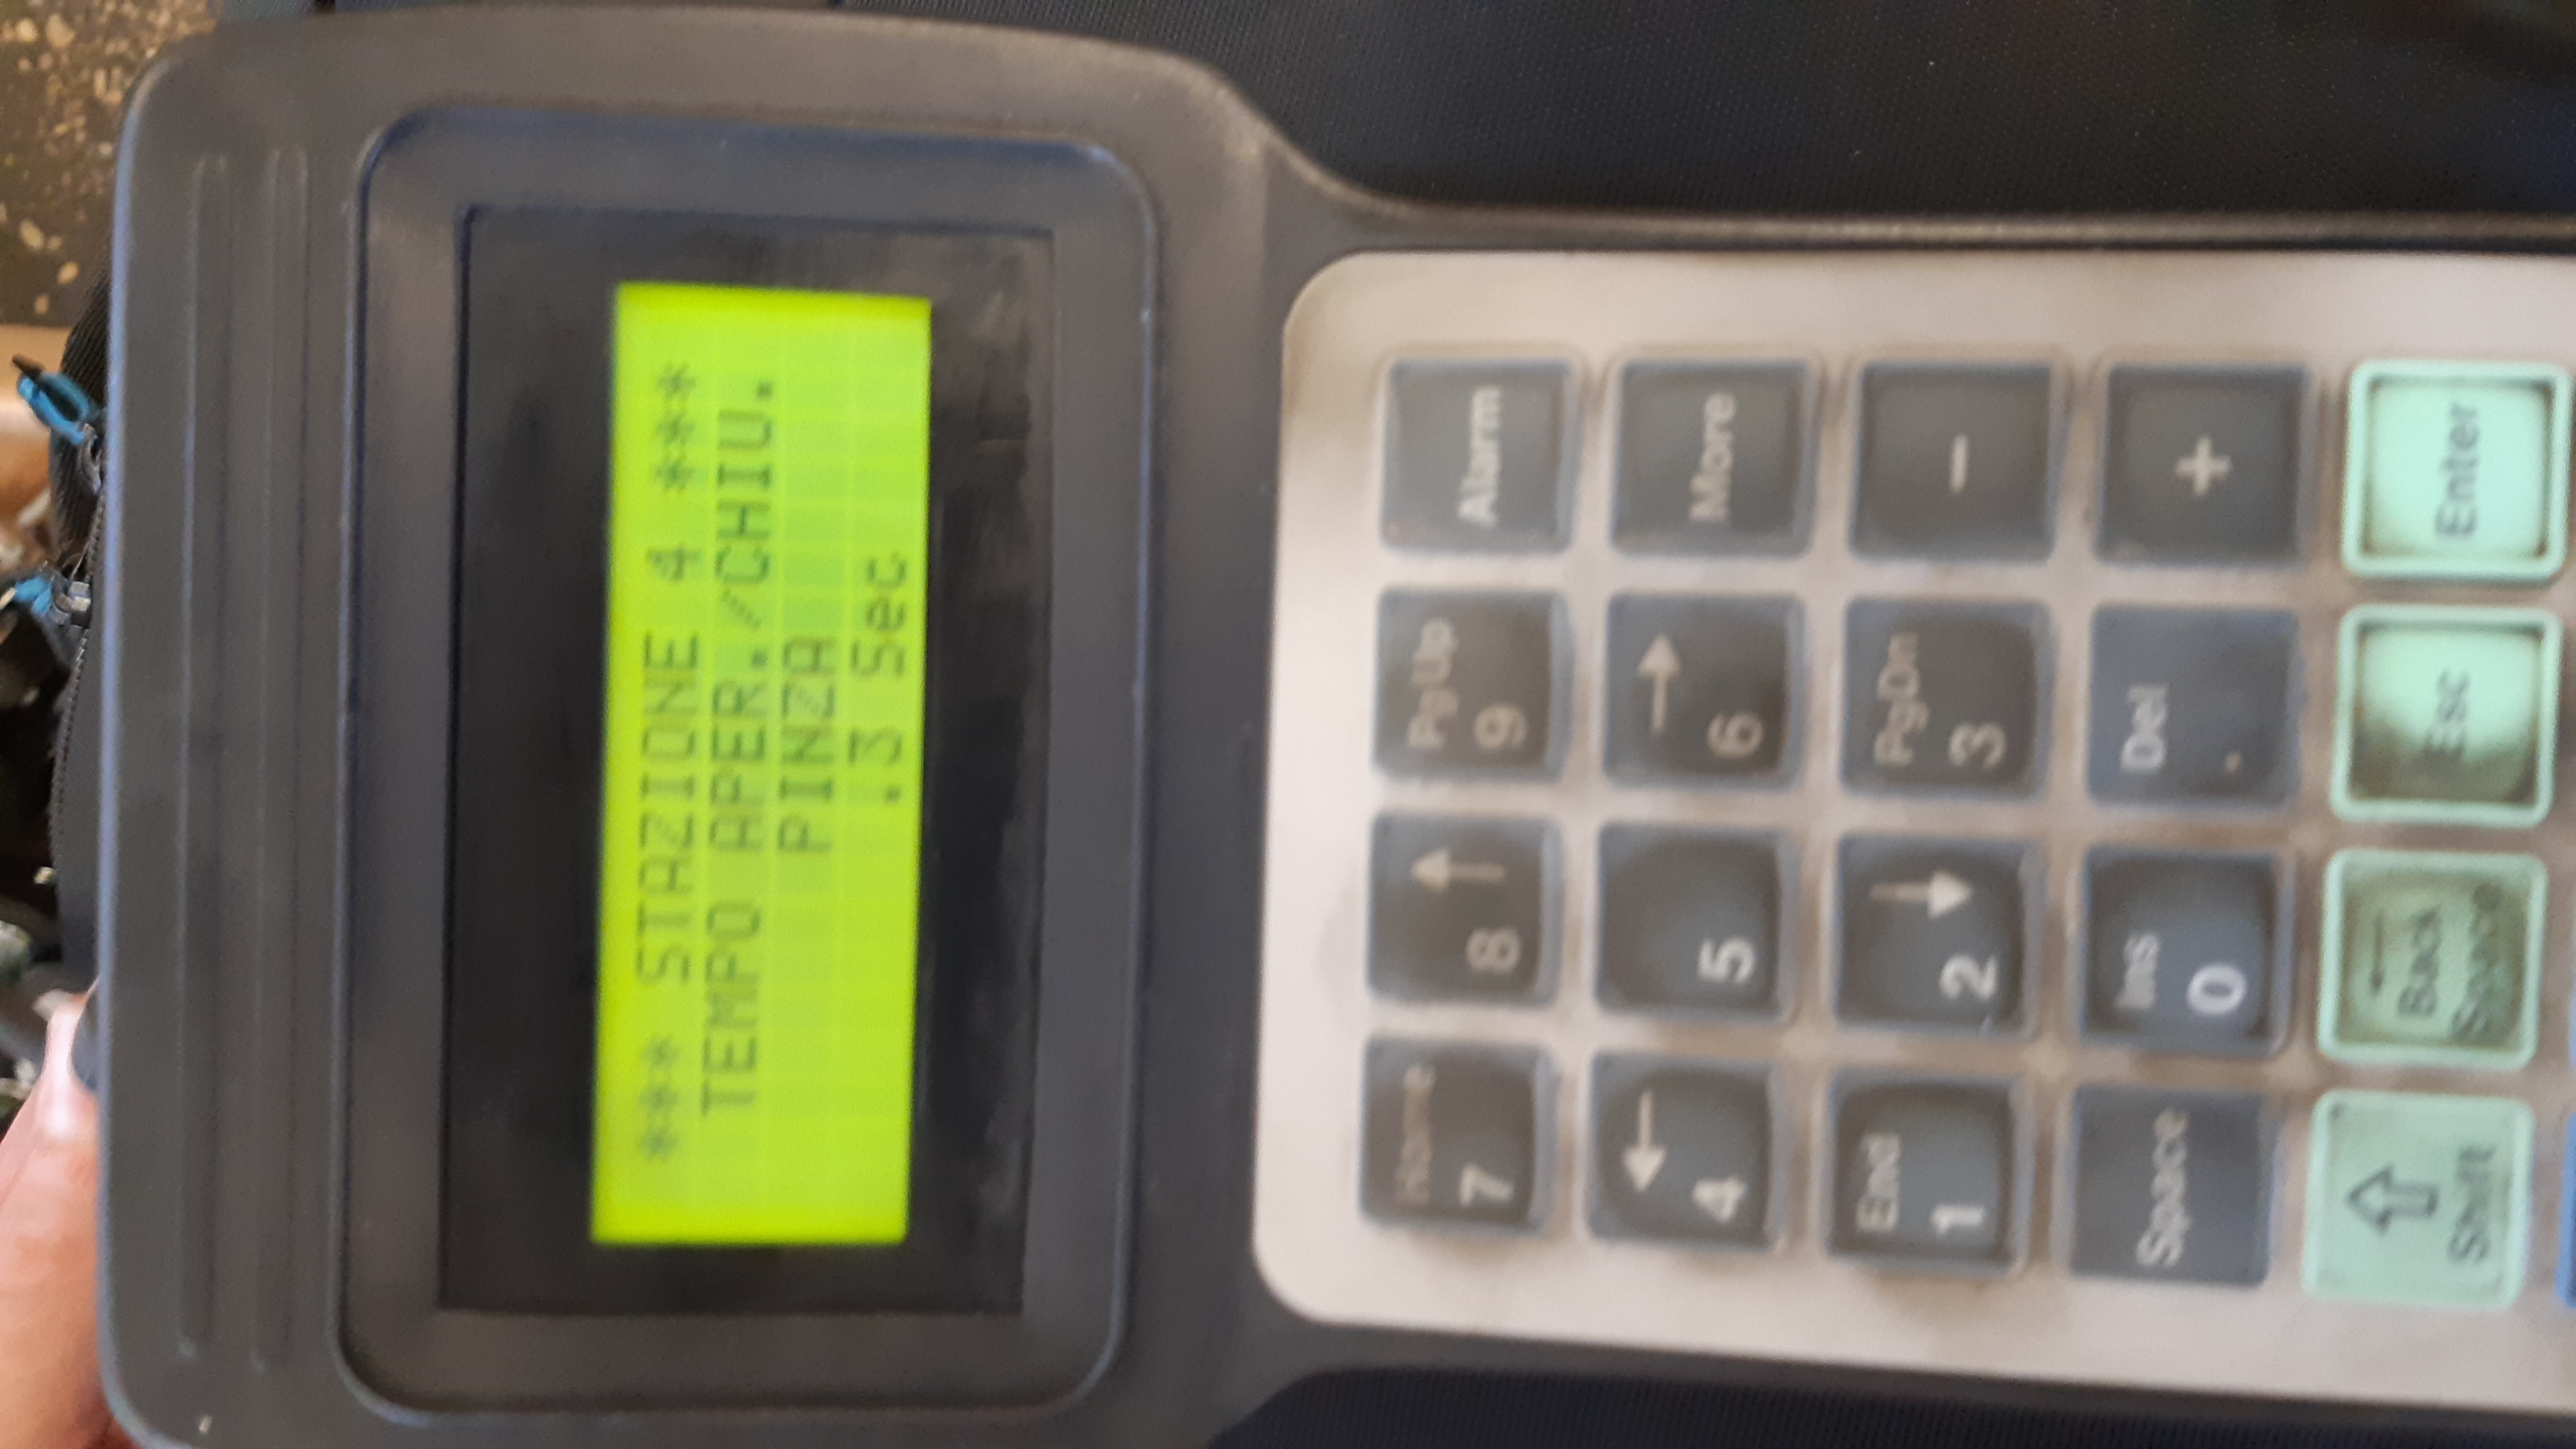 *** STAZIONE 4 ***
TEMPO APER./CHIU.
PINZA
.3 Sec
Home
7
8
PgUp
9
Alarm
4
5
6
More
End
1
2
PgDn
3
-
Space
Ins
0
Del
.
+
Shift
Back
Space
Esc
Enter